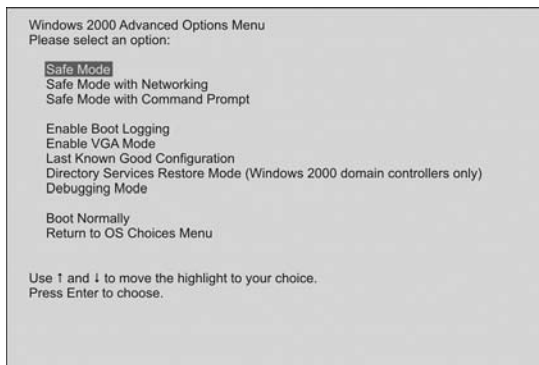 Windows 2000 Advanced Options Menu
Please select an option:
Safe Mode
Safe Mode with Networking
Safe Mode with Command Prompt
Enable Boot Logging
Enable VGA Mode
Last Known Good Configuration
Directory Services Restore Mode (Windows 2000 domain controllers only)
Debugging Mode
Boot Normally
Return to OS Choices Menu
Use ↑ and ↓ to move the highlight to your choice.
Press Enter to choose.